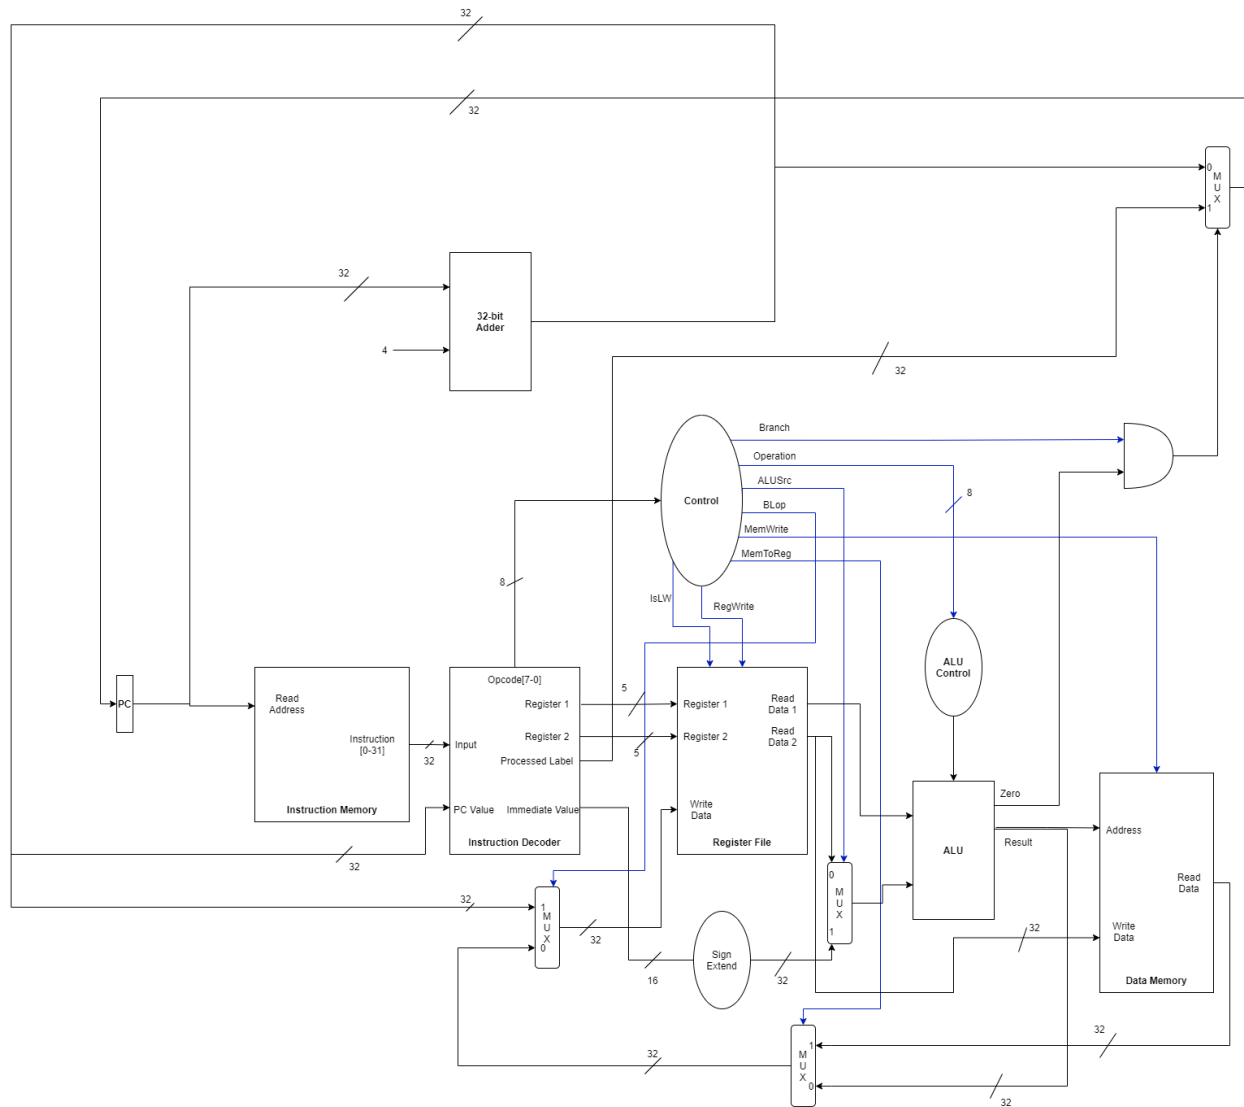 32
32
0
M
U
X
1
32
32-bit
Adder
4
32
Branch
Operation
ALUSrc
8
Control
BLop
MemWrite
MemToReg
8
IsLW
RegWrite
ALU
Control
Opcode[7-0]
5
Read
Address
PC
Register 1
Register 1
Read
Data 1
Register 2
Register 2
Read
Data 2
Instruction
[0-31]
32
Input
5
Processed Label
Zero
PC Value
Immediate Value
Write
Data
Instruction Memory
Instruction Decoder
Register File
ALU
Result
Address
32
0
M
U
X
1
Read
Data
32
1
M
U
X
0
32
Sign
Extend
16
32
32
Write
Data
Data Memory
32
1
M
U
X
0
32
32